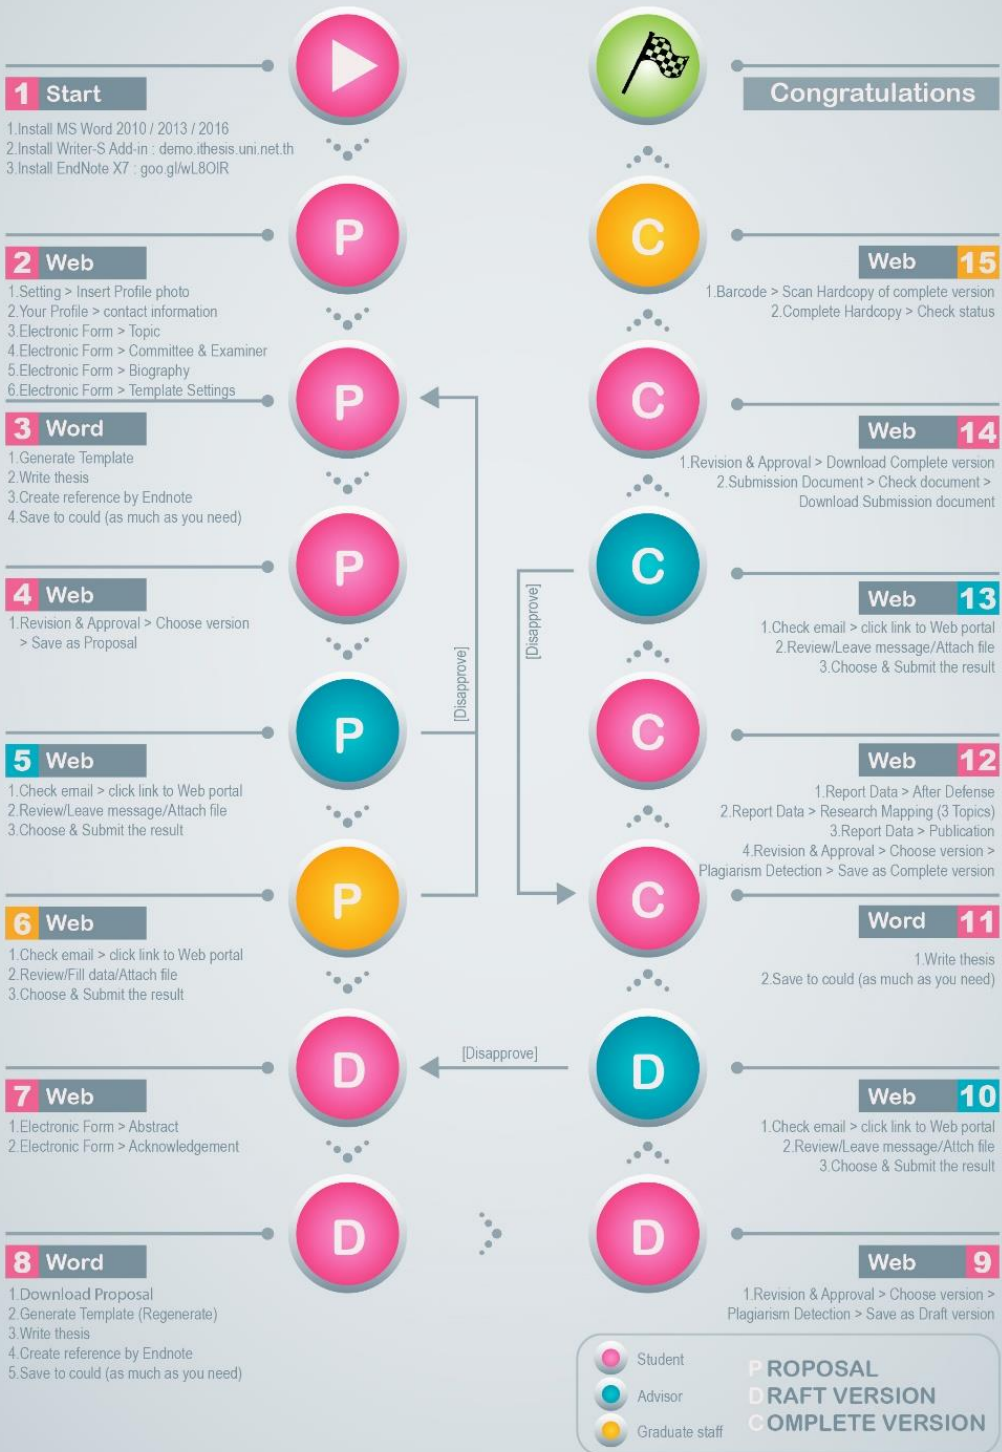 1 Start
1.Install MS Word 2010 / 2013 / 2016
2.Install Writer-S Add-in : demo.ithesis.uni.net.th
3.Install EndNote X7 : goo.gl/wL8OIR
P
2 Web
1.Setting > Insert Profile photo
2.Your Profile > contact information
3.Electronic Form > Topic
4.Electronic Form > Committee & Examiner
5.Electronic Form > Biography
6.Electronic Form > Template Settings
P
3 Word
1.Generate Template
2.Write thesis
3.Create reference by Endnote
4.Save to could (as much as you need)
P
4 Web
1.Revision & Approval > Choose version
> Save as Proposal
P
5 Web
1.Check email > click link to Web portal
2.Review/Leave message/Attach file
3.Choose & Submit the result
[Disapprove]
P
6 Web
1.Check email > click link to Web portal
2.Review/Fill data/Attach file
3.Choose & Submit the result
D
7 Web
1.Electronic Form > Abstract
2.Electronic Form > Acknowledgement
D
8 Word
1.Download Proposal
2.Generate Template (Regenerate)
3.Write thesis
4.Create reference by Endnote
5.Save to could (as much as you need)
D
Web 9
1.Revision & Approval > Choose version >
Plagiarism Detection > Save as Draft version
[Disapprove]
D
Web 10
1.Check email > click link to Web portal
2.Review/Leave message/Attch file
3.Choose & Submit the result
C
Word 11
1.Write thesis
2.Save to could (as much as you need)
C
Web 12
1.Report Data > After Defense
2.Report Data > Research Mapping (3 Topics)
3.Report Data > Publication
4.Revision & Approval > Choose version >
Plagiarism Detection > Save as Complete version
[Disapprove]
C
Web 13
1.Check email > click link to Web portal
2.Review/Leave message/Attach file
3.Choose & Submit the result
C
Web 14
1.Revision & Approval > Download Complete version
2.Submission Document > Check document >
Download Submission document
C
Web 15
1.Barcode > Scan Hardcopy of complete version
2.Complete Hardcopy > Check status
Congratulations
Student
Advisor
Graduate staff
PROPOSAL
DRAFT VERSION
COMPLETE VERSION